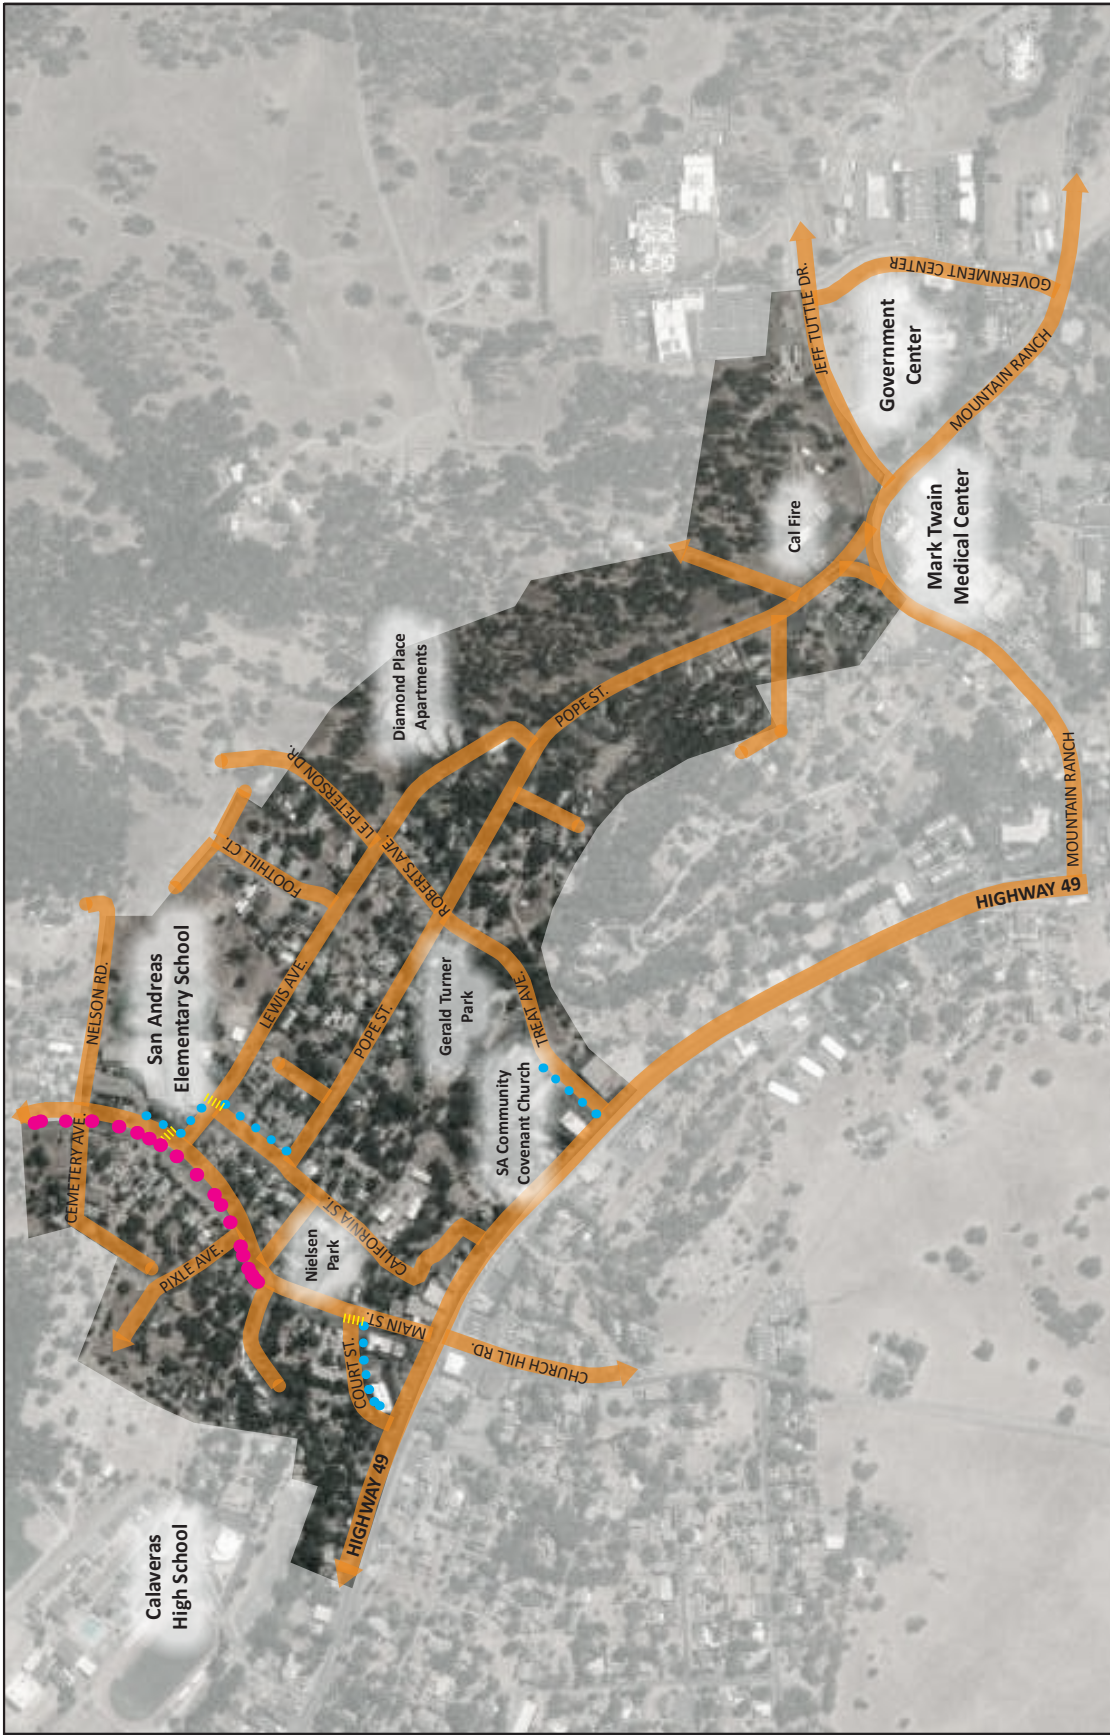 Calaveras
High School
San Andreas
Elementary School
NELSON RD.
CEMETERY AVE.
PIXLE AVE.
FOOTHILL CT.
LE PETERSON DR.
LEWIS AVE.
ROBERTS AVE.
POPE ST.
POPE ST.
Diamond Place
Apartments
Gerald Turner
Park
TREAT AVE.
SA Community
Covenant Church
Nielsen
Park
CALIFORNIA ST.
MAIN ST.
COURT ST.
CHURCH HILL RD.
HIGHWAY 49
HIGHWAY 49
MOUNTAIN RANCH
MOUNTAIN RANCH
Cal Fire
Mark Twain
Medical Center
JEFF TUTTLE DR.
Government
Center
GOVERNMENT CENTER